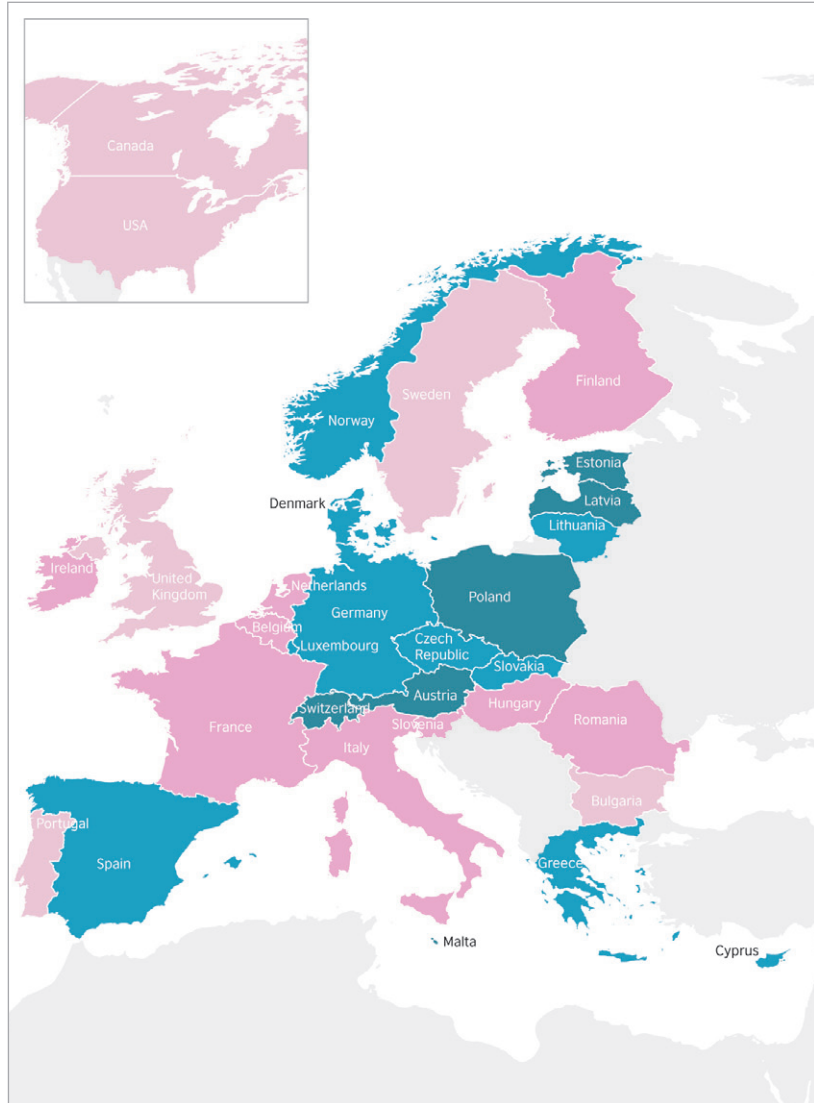 Canada
USA
Finland
Sweden
Norway
Estonia
Denmark
Latvia
Lithuania
Ireland
United
Kingdom
Netherlands
Poland
Germany
Belgium
Czech
Republic
Luxembourg
Slovakia
Austria
Switzerland
Hungary
Romania
Slovenia
France
Italy
Bulgaria
Portugal
Spain
Greece
Malta
Cyprus